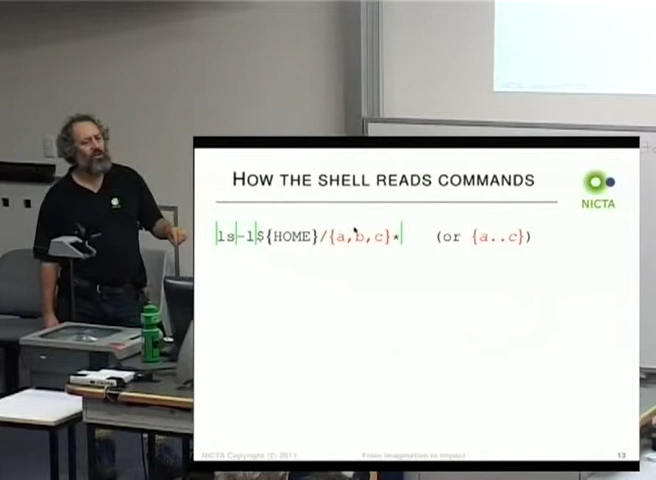 HOW THE SHELL READS COMMANDS
NICTA
ls -l ${HOME}/{a,b,c}* (or {a..c})
NICTA Copyright © 2011 From imagination to impact 13